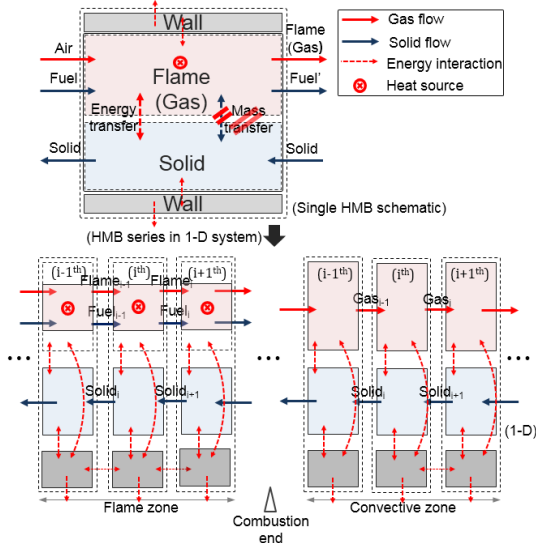 Wall
Flame
(Gas)
Gas flow
Solid flow
Energy interaction
Heat source
Air
Fuel
Flame
(Gas)
Fuel'
Energy
transfer
Mass
transfer
Solid
Solid
Solid
Wall
(Single HMB schematic)
(HMB series in 1-D system)
(i-1th)
(ith)
(i+1th)
(i-1th)
(ith)
(i+1th)
Flamei-1
Flamei
Fueli-1
Fueli
Gasi-1
Gasi
...
...
...
Solidi
Solidi+1
Solidi
Solidi+1
(1-D)
Flame zone
Combustion
end
Convective zone